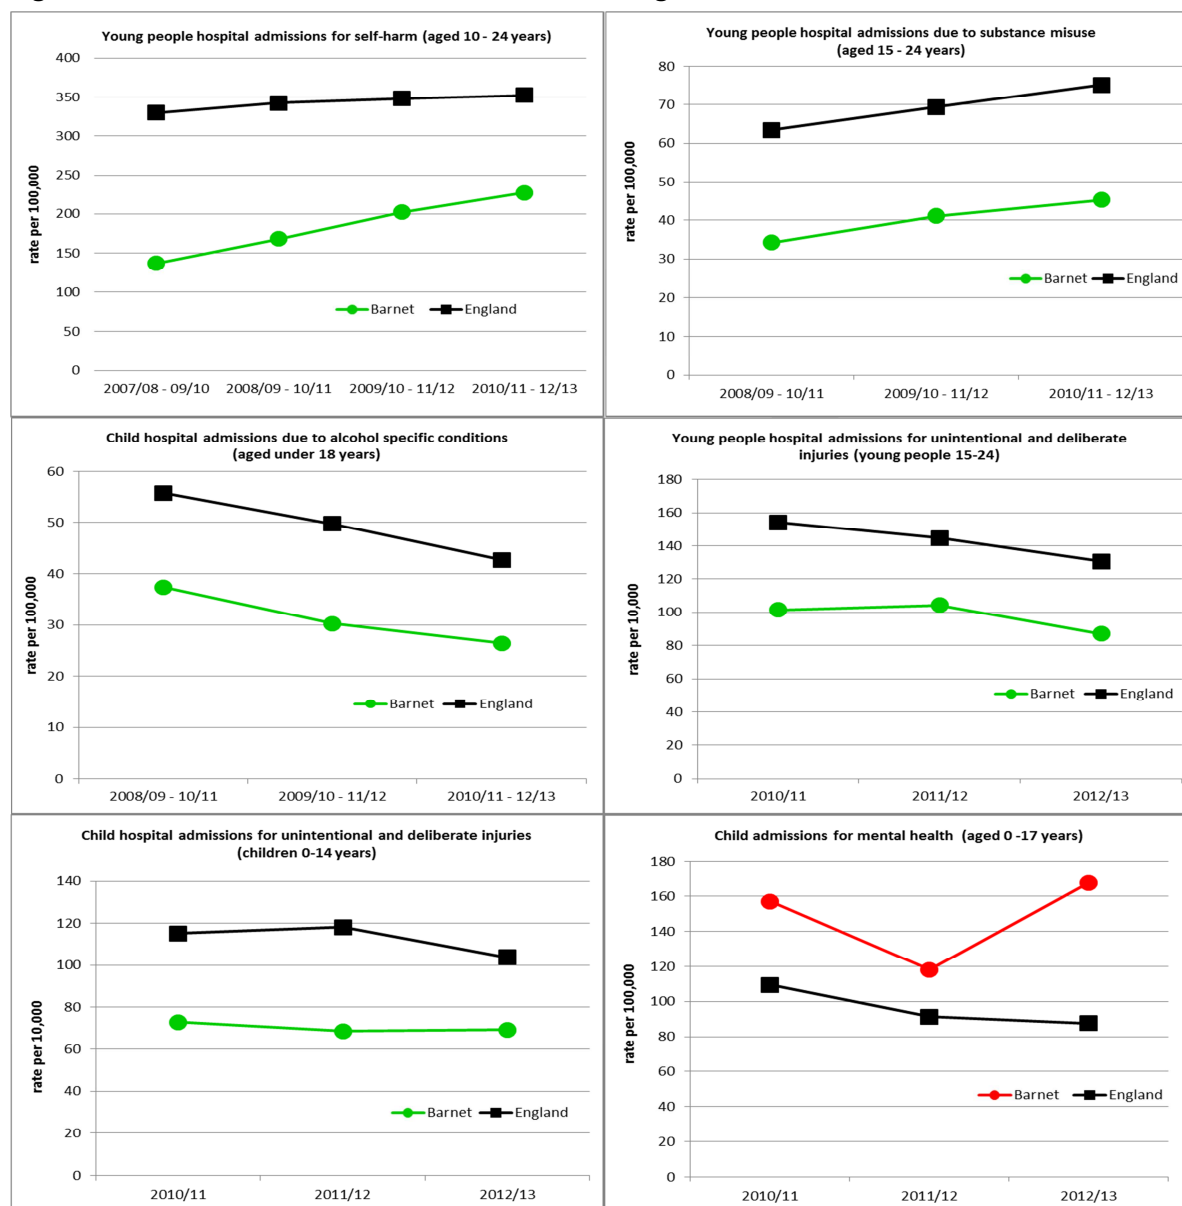 Young people hospital admissions for self-harm (aged 10 - 24 years)
400
350
300
250
200
150
100
50
0
rate per 100,000
Barnet England
2007/08 - 09/10 2008/09 - 10/11 2009/10 - 11/12 2010/11 - 12/13
Young people hospital admissions due to substance misuse
(aged 15 - 24 years)
80
70
60
50
40
30
20
10
0
rate per 100,000
Barnet England
2008/09 - 10/11 2009/10 - 11/12 2010/11 - 12/13
Child hospital admissions due to alcohol specific conditions
(aged under 18 years)
60
50
40
30
20
10
0
rate per 100,000
Barnet England
2008/09 - 10/11 2009/10 - 11/12 2010/11 - 12/13
Young people hospital admissions for unintentional and deliberate
injuries (young people 15-24)
180
160
140
120
100
80
60
40
20
0
rate per 10,000
Barnet England
2010/11 2011/12 2012/13
Child hospital admissions for unintentional and deliberate injuries
(children 0-14 years)
140
120
100
80
60
40
20
0
rate per 10,000
Barnet England
2010/11 2011/12 2012/13
Child admissions for mental health (aged 0 -17 years)
180
160
140
120
100
80
60
40
20
0
rate per 100,000
Barnet England
2010/11 2011/12 2012/13